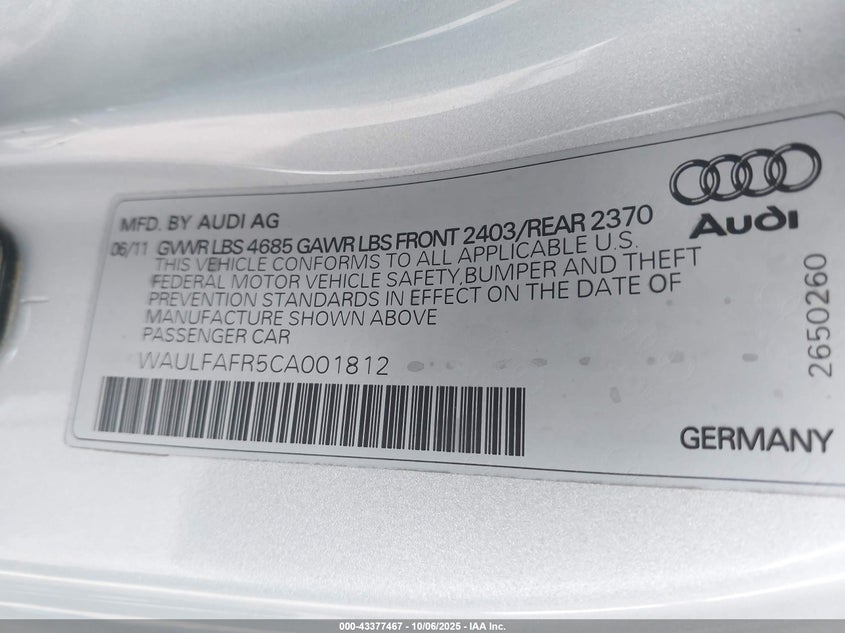 Audi
MFD. BY AUDI AG
06/11 GVWR LBS 4685 GAWR LBS FRONT 2403/REAR 2370
THIS VEHICLE CONFORMS TO ALL APPLICABLE U.S.
FEDERAL MOTOR VEHICLE SAFETY,BUMPER AND THEFT
PREVENTION STANDARDS IN EFFECT ON THE DATE OF
MANUFACTURE SHOWN ABOVE
PASSENGER CAR
WAULFAFR5CA001812
2650260
GERMANY
000-43377467 - 10/06/2025 - IAA Inc.